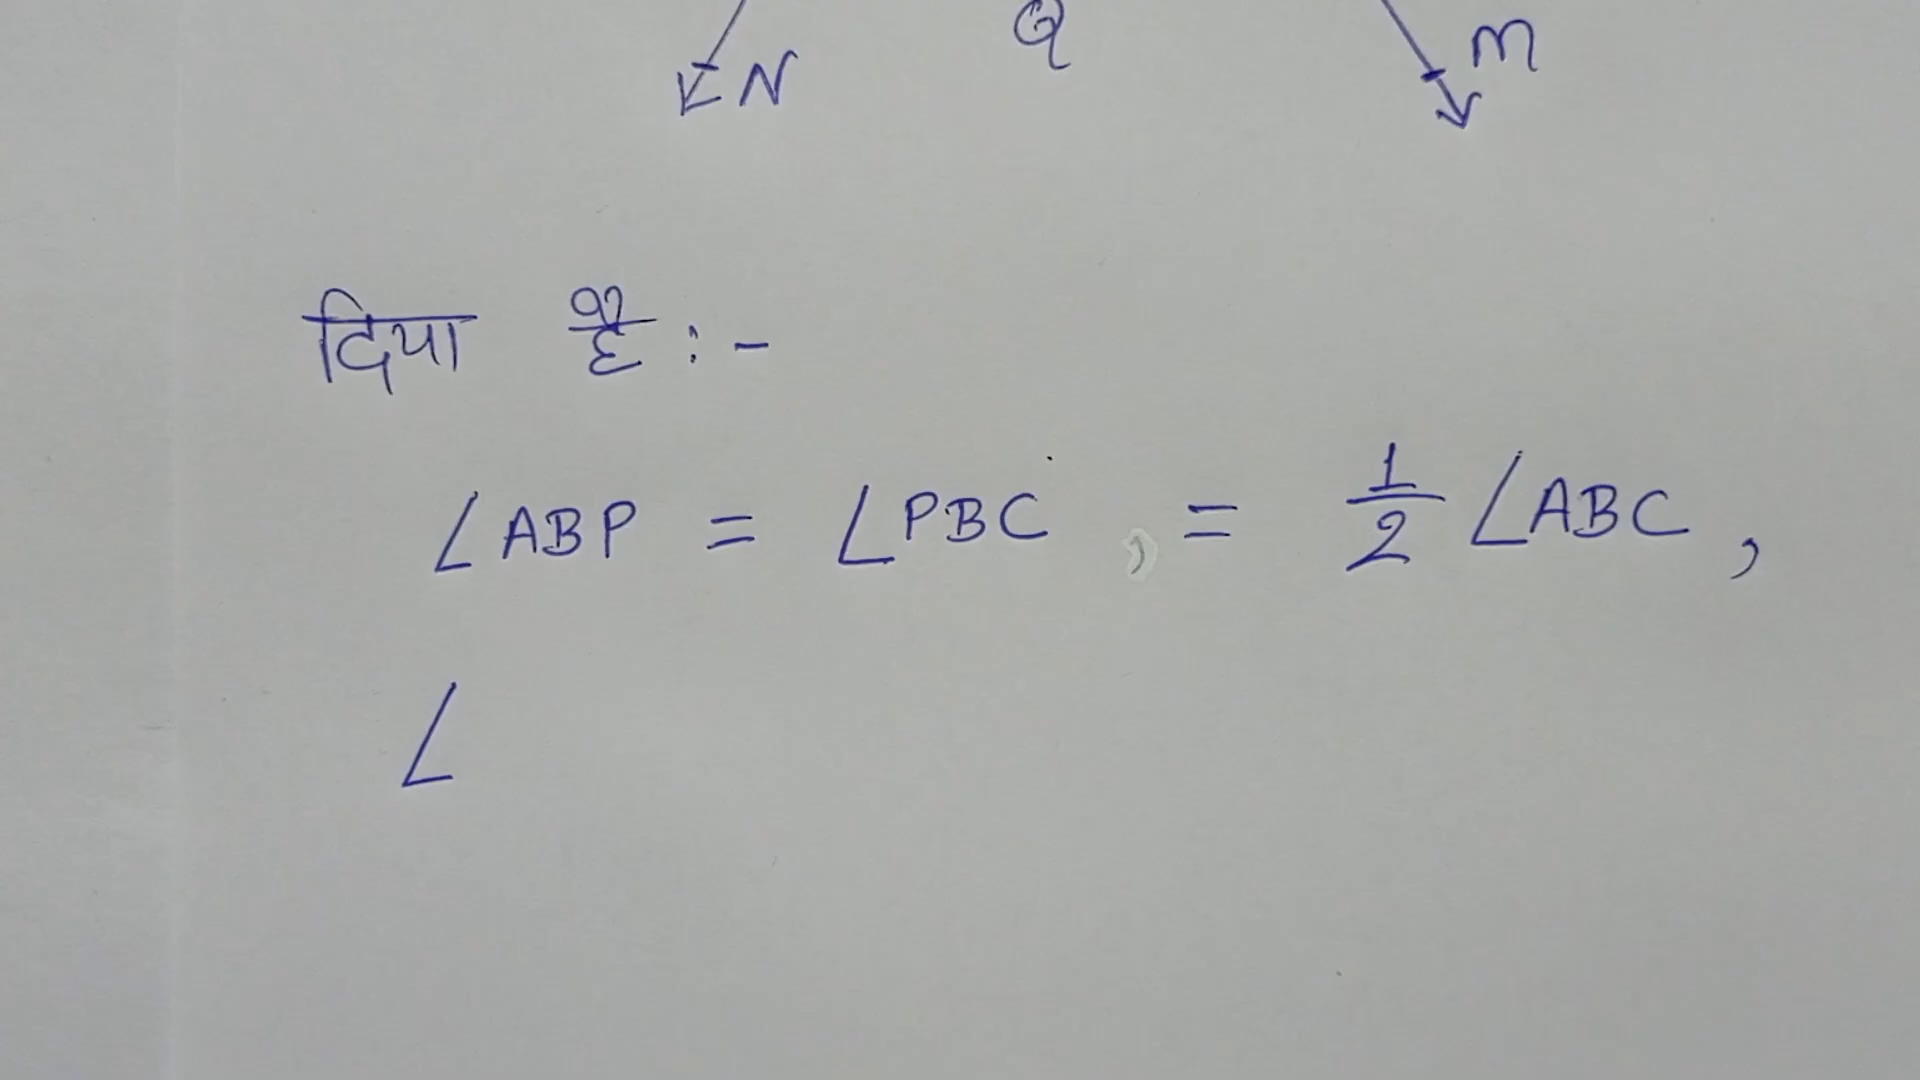 N Q M
दिया है :-
∠ABP = ∠PBC , = 1/2 ∠ABC ,
∠